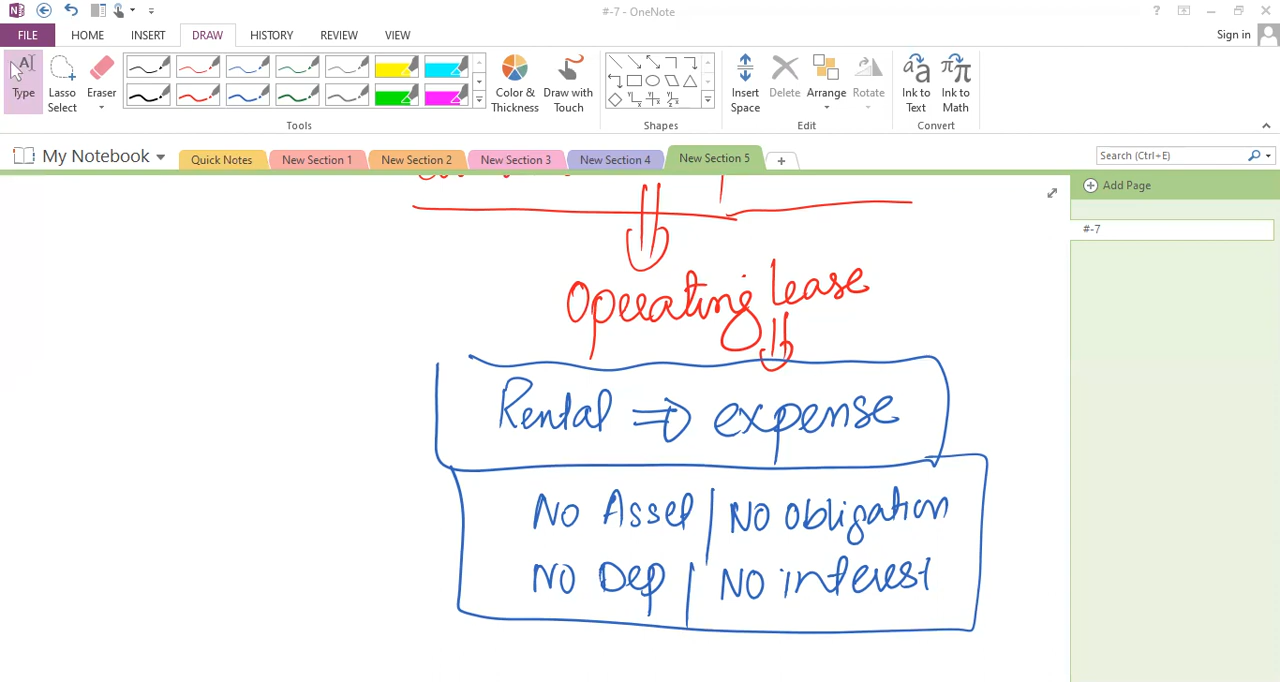 #-7 - OneNote
? 
FILE HOME INSERT DRAW HISTORY REVIEW VIEW Sign in
Type Lasso Select Eraser Color & Thickness Draw with Touch Insert Space Delete Arrange Rotate Ink to Text Ink to Math
Tools Shapes Edit Convert
My Notebook Quick Notes New Section 1 New Section 2 New Section 3 New Section 4 New Section 5 Search (Ctrl+E)
Add Page
#-7
Operating lease
Rental ⇒ expense
No Asset | No obligation
No Dep | No interest